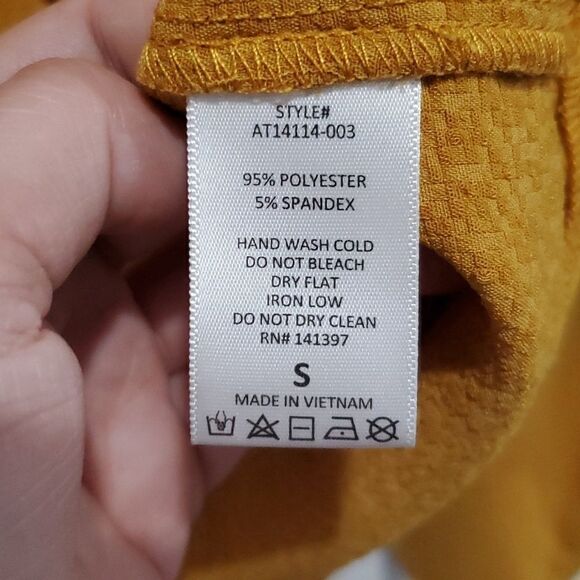 STYLE#
AT14114-003
95% POLYESTER
5% SPANDEX
HAND WASH COLD
DO NOT BLEACH
DRY FLAT
IRON LOW
DO NOT DRY CLEAN
RN# 141397
S
MADE IN VIETNAM